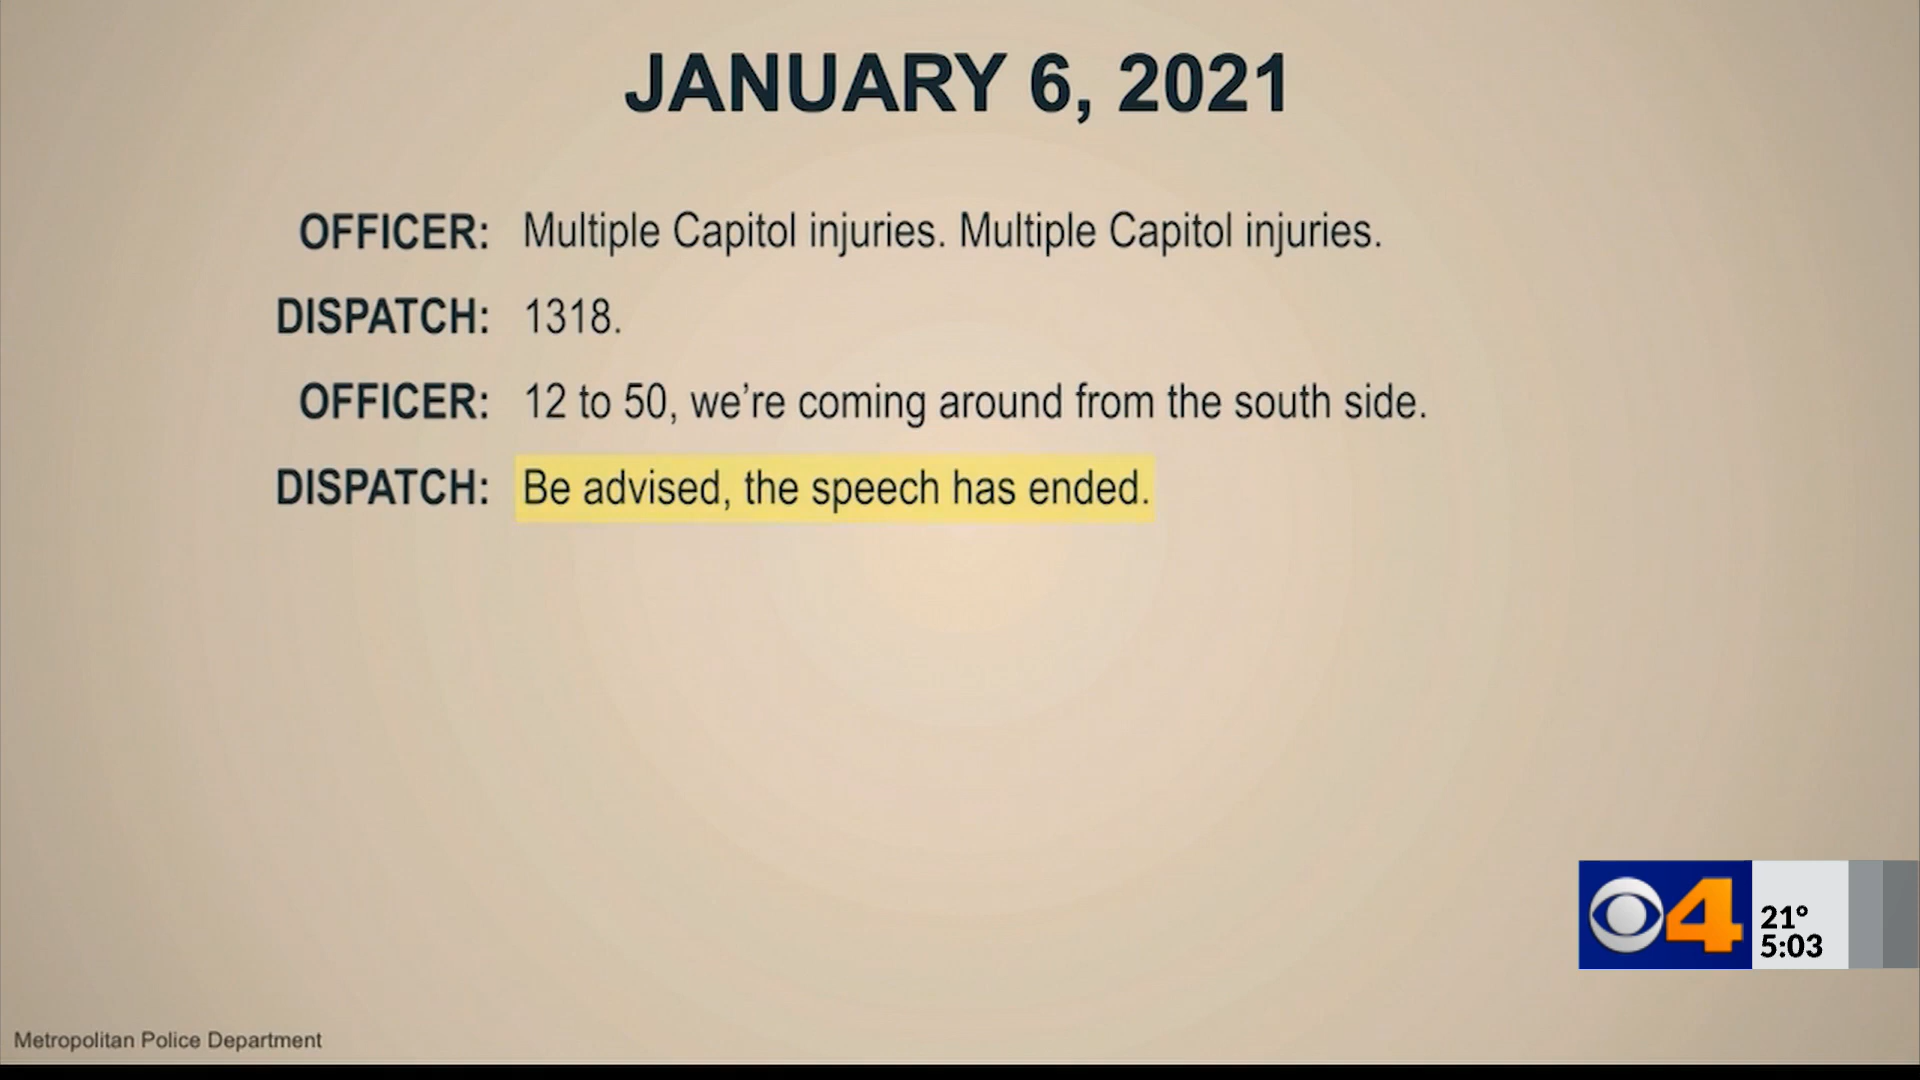 JANUARY 6, 2021
OFFICER: Multiple Capitol injuries. Multiple Capitol injuries.
DISPATCH: 1318.
OFFICER: 12 to 50, we’re coming around from the south side.
DISPATCH: Be advised, the speech has ended.
4
21°
5:03
Metropolitan Police Department